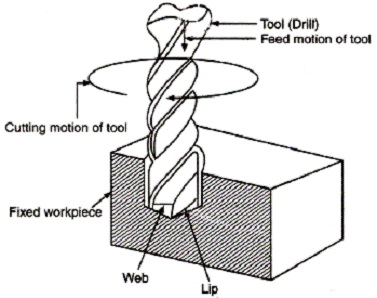 Tool (Drill)
Feed motion of tool
Cutting motion of tool
Fixed workpiece
Web
Lip